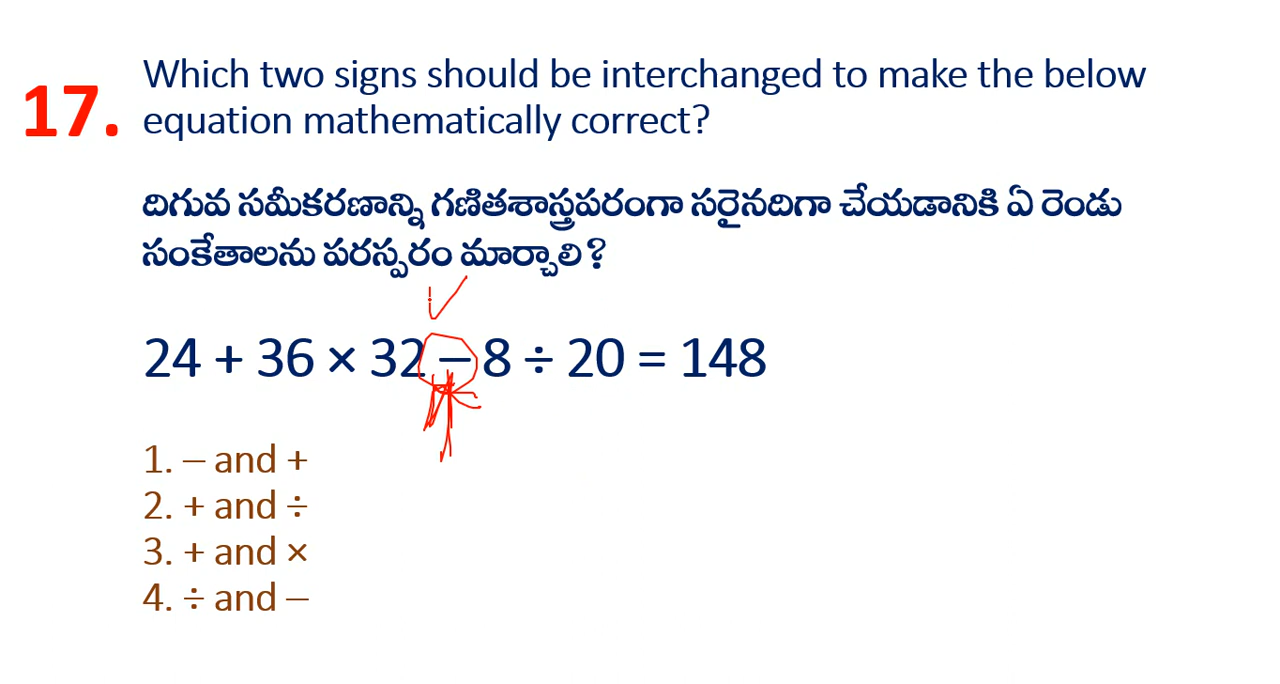 17. Which two signs should be interchanged to make the below
equation mathematically correct?
దిగువ సమీకరణాన్ని గణితశాస్త్రపరంగా సరైనదిగా చేయడానికి ఏ రెండు
సంకేతాలను పరస్పరం మార్చాలి?
24 + 36 × 32 – 8 ÷ 20 = 148
1. – and +
2. + and ÷
3. + and ×
4. ÷ and –